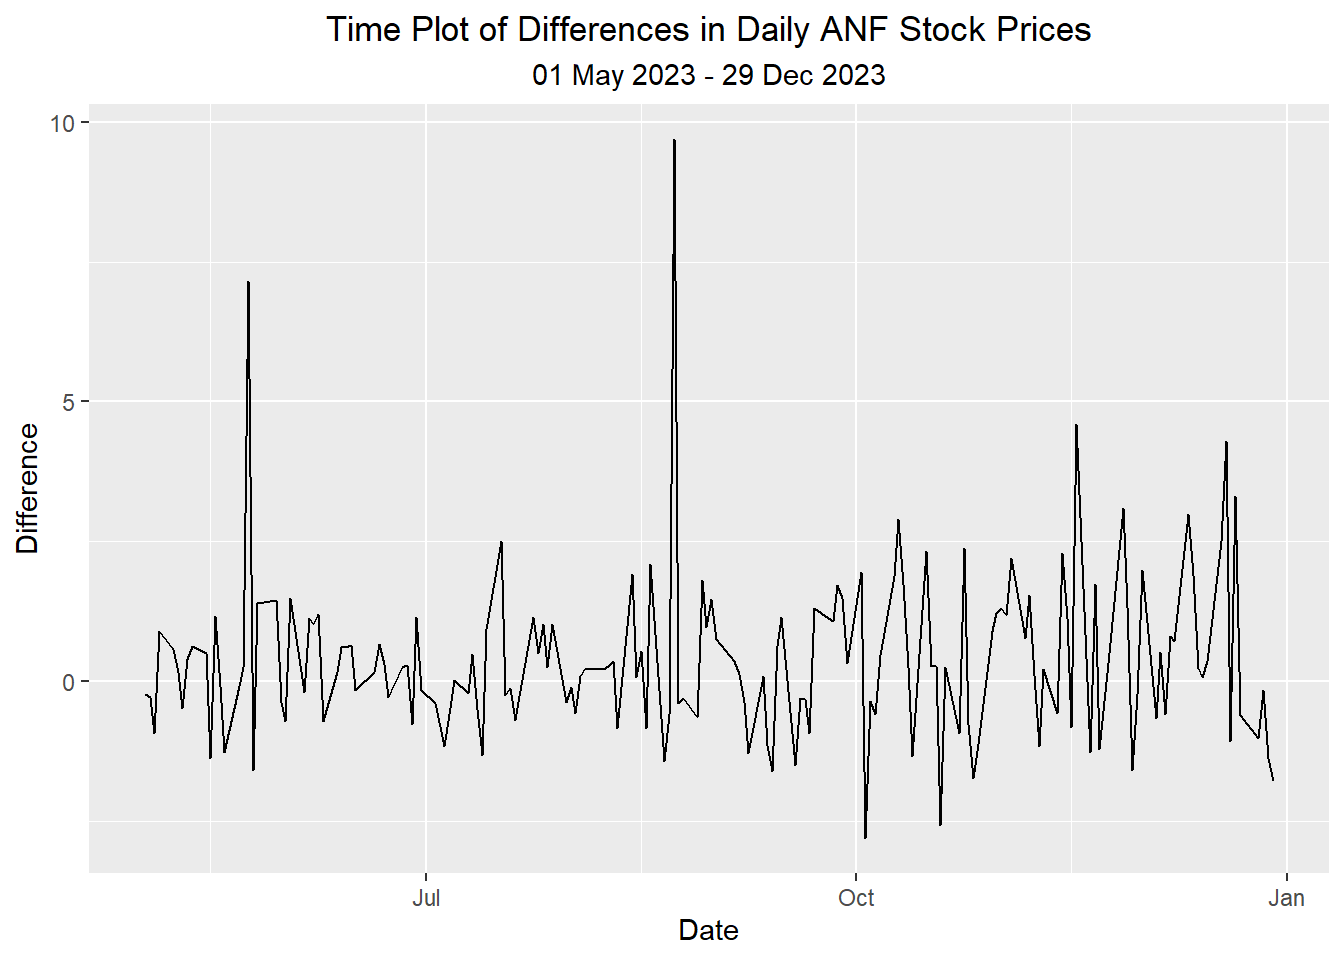 Time Plot of Differences in Daily ANF Stock Prices
01 May 2023 - 29 Dec 2023
10
5
0
Difference
Jul
Oct
Jan
Date